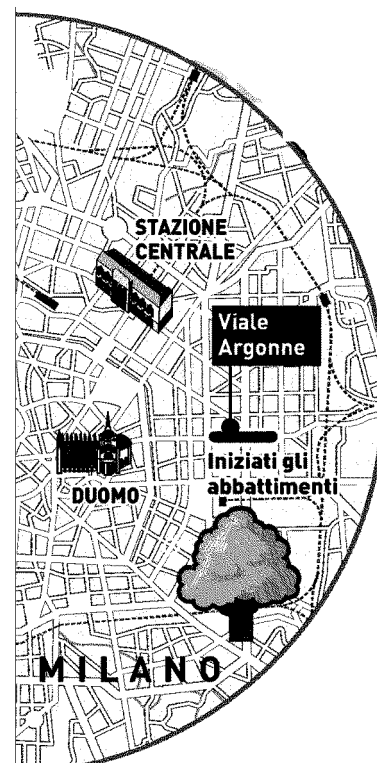 STAZIONE
CENTRALE
Viale
Argonne
DUOMO
Iniziati gli
abbattimenti
MILANO